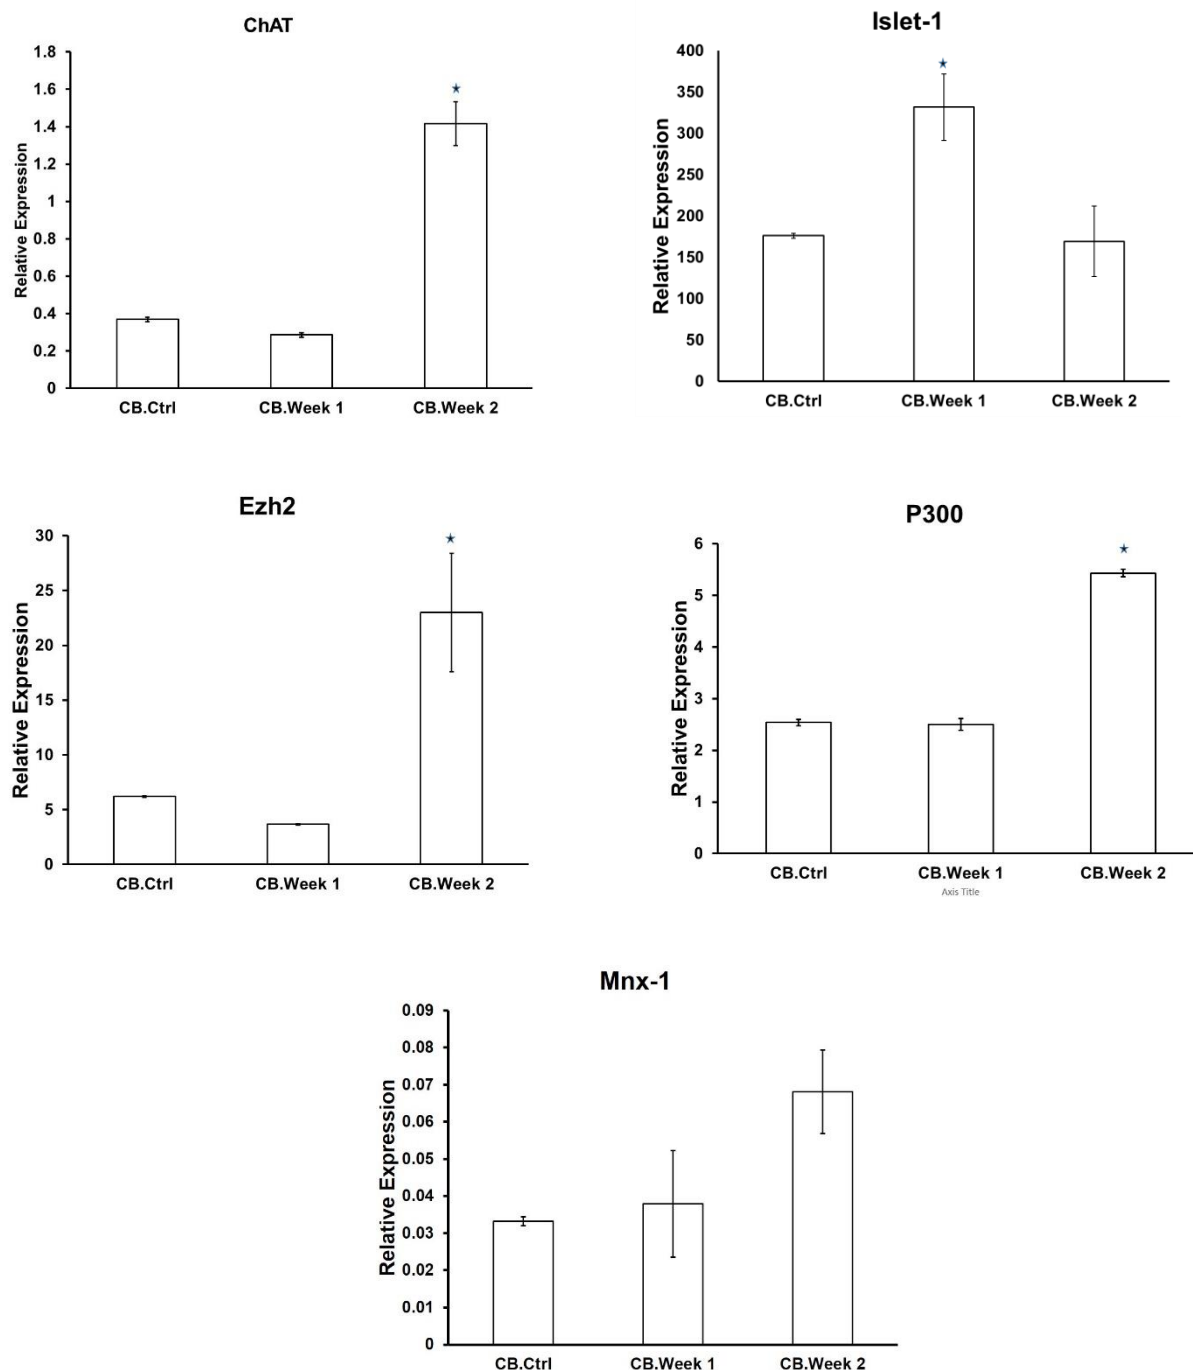 ChAT
Relative Expression
1.8
1.6
1.4
1.2
1
0.8
0.6
0.4
0.2
0
CB.Ctrl CB.Week 1 CB.Week 2
Islet-1
Relative Expression
400
350
300
250
200
150
100
50
0
CB.Ctrl CB.Week 1 CB.Week 2
Ezh2
Relative Expression
30
25
20
15
10
5
0
CB.Ctrl CB.Week 1 CB.Week 2
P300
Relative Expression
6
5
4
3
2
1
0
CB.Ctrl CB.Week 1 CB.Week 2
Axis Title
Mnx-1
Relative Expression
0.09
0.08
0.07
0.06
0.05
0.04
0.03
0.02
0.01
0
CB.Ctrl CB.Week 1 CB.Week 2